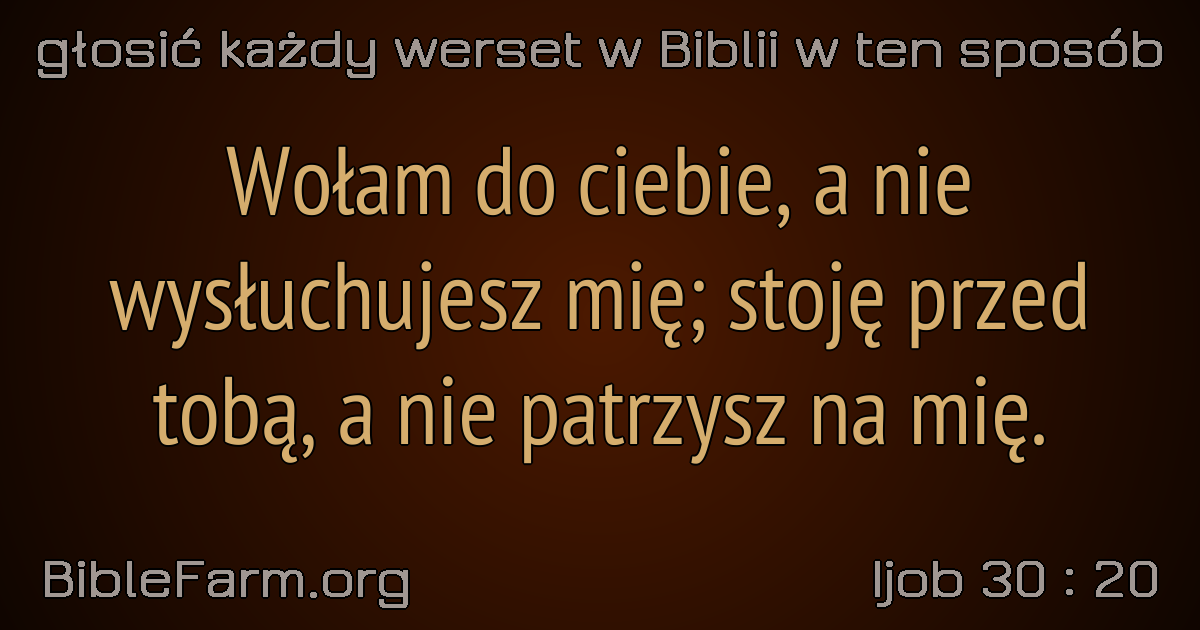 głosić każdy werset w Biblii w ten sposób
Wołam do ciebie, a nie
wysłuchujesz mię; stoję przed
tobą, a nie patrzysz na mię.
BibleFarm.org
Ijob 30 : 20